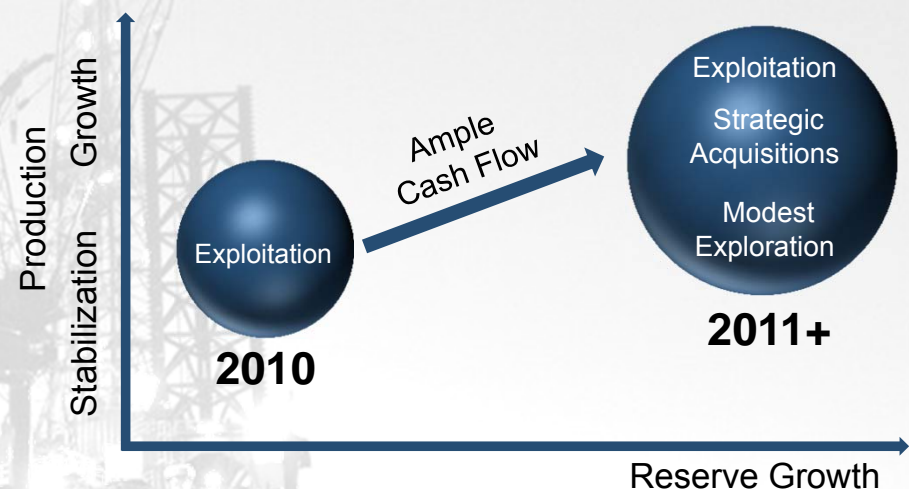 Production
Growth
Stabilization
Exploitation
2010
Ample
Cash Flow
Exploitation
Strategic
Acquisitions
Modest
Exploration
2011+
Reserve Growth